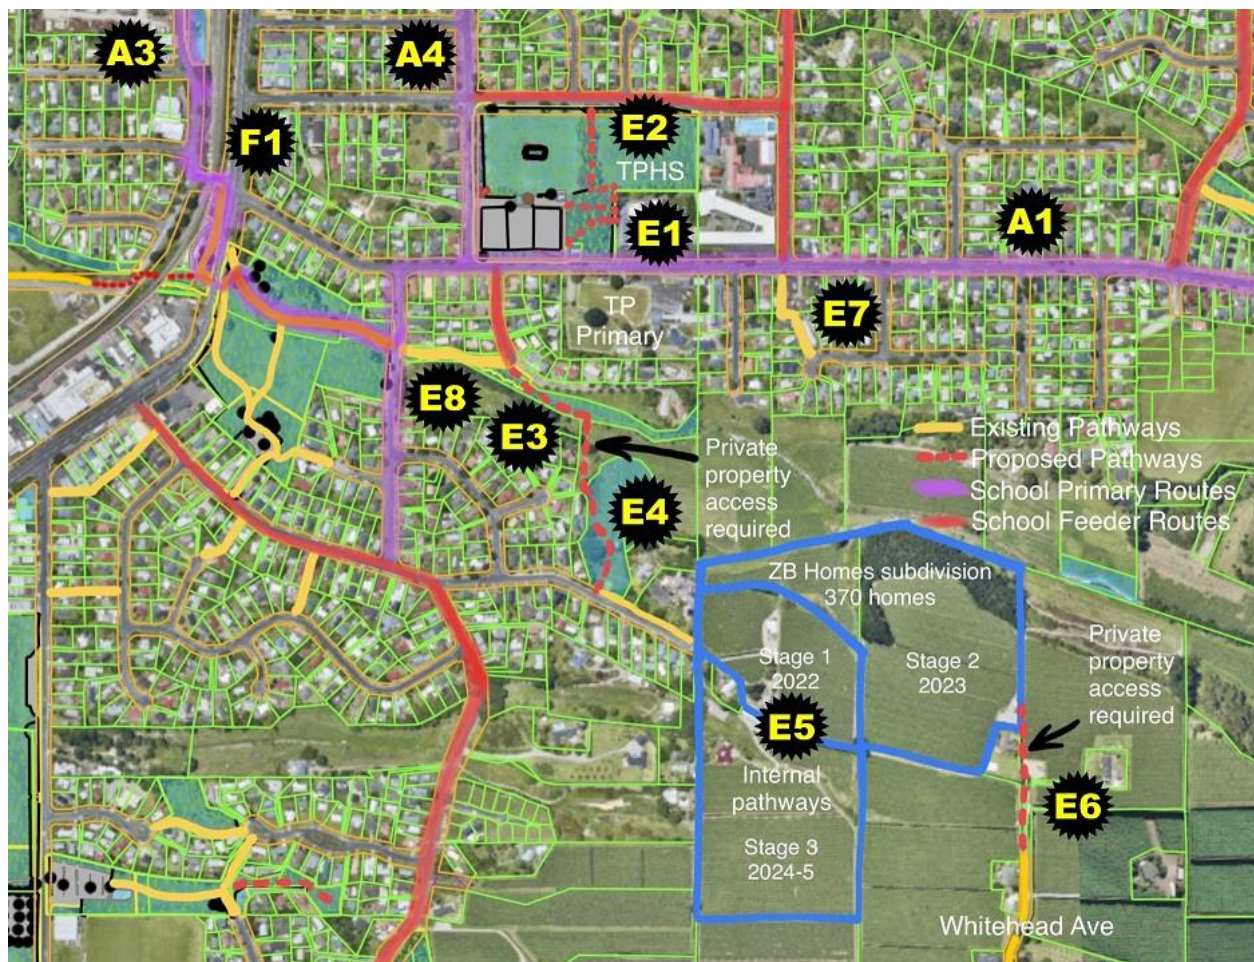 A3
A4
F1
E2
TPHS
E1
A1
TP
Primary
E7
E8
E3
Private
property
access
required
Existing Pathways
Proposed Pathways
School Primary Routes
School Feeder Routes
E4
ZB Homes subdivision
370 homes
Stage 1
2022
Stage 2
2023
Private
property
access
required
E5
Internal
pathways
E6
Stage 3
2024-5
Whitehead Ave